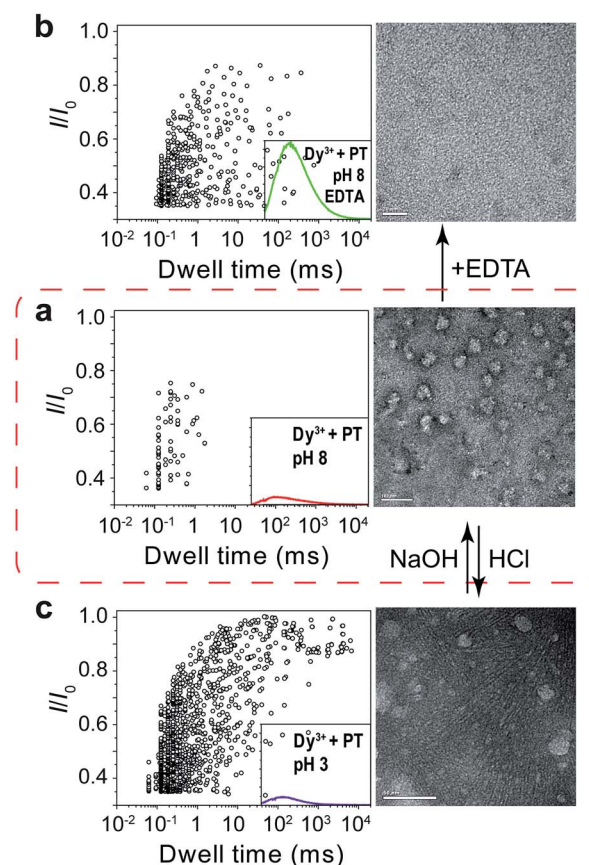 b
1.0
0.8
0.6
0.4
I/I₀
Dy³⁺ + PT
pH 8
EDTA
10⁻² 10⁻¹ 1 10 10² 10³ 10⁴
Dwell time (ms)
+EDTA
a
1.0
0.8
0.6
0.4
I/I₀
Dy³⁺ + PT
pH 8
10⁻² 10⁻¹ 1 10 10² 10³ 10⁴
Dwell time (ms)
NaOH
HCl
c
1.0
0.8
0.6
0.4
I/I₀
Dy³⁺ + PT
pH 3
10⁻² 10⁻¹ 1 10 10² 10³ 10⁴
Dwell time (ms)